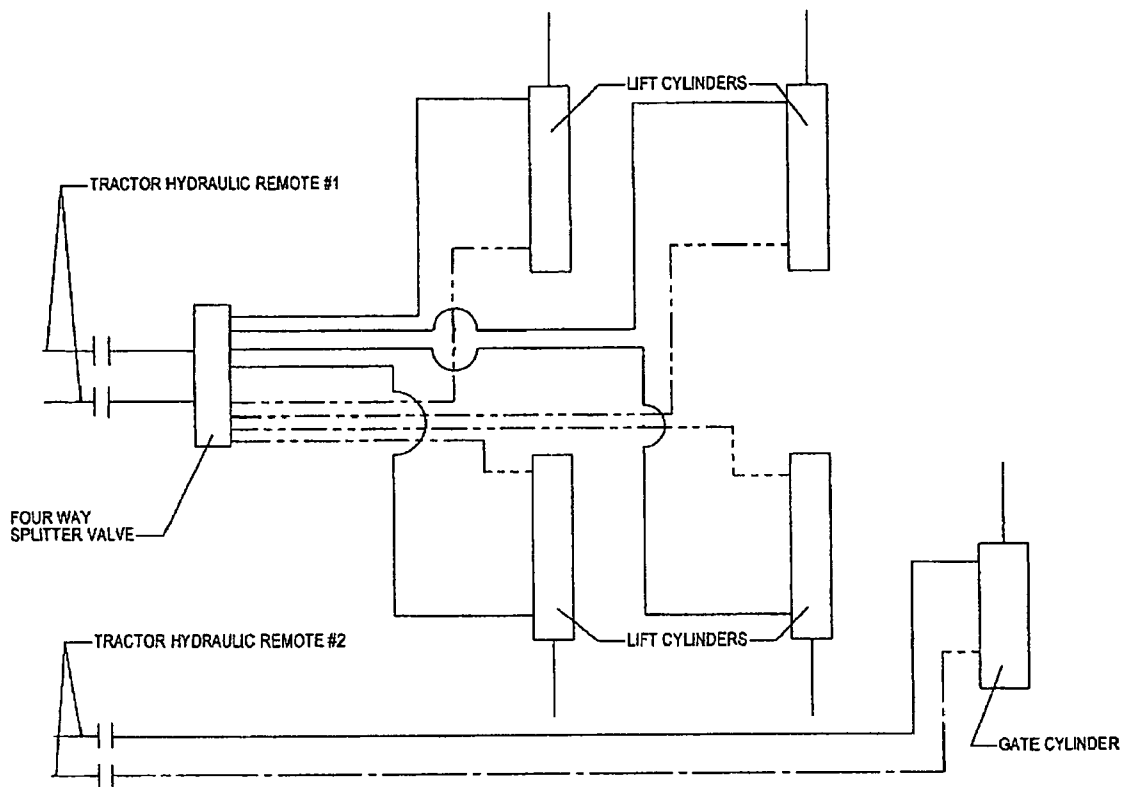 LIFT CYLINDERS
TRACTOR HYDRAULIC REMOTE #1
FOUR WAY
SPLITTER VALVE
LIFT CYLINDERS
TRACTOR HYDRAULIC REMOTE #2
GATE CYLINDER